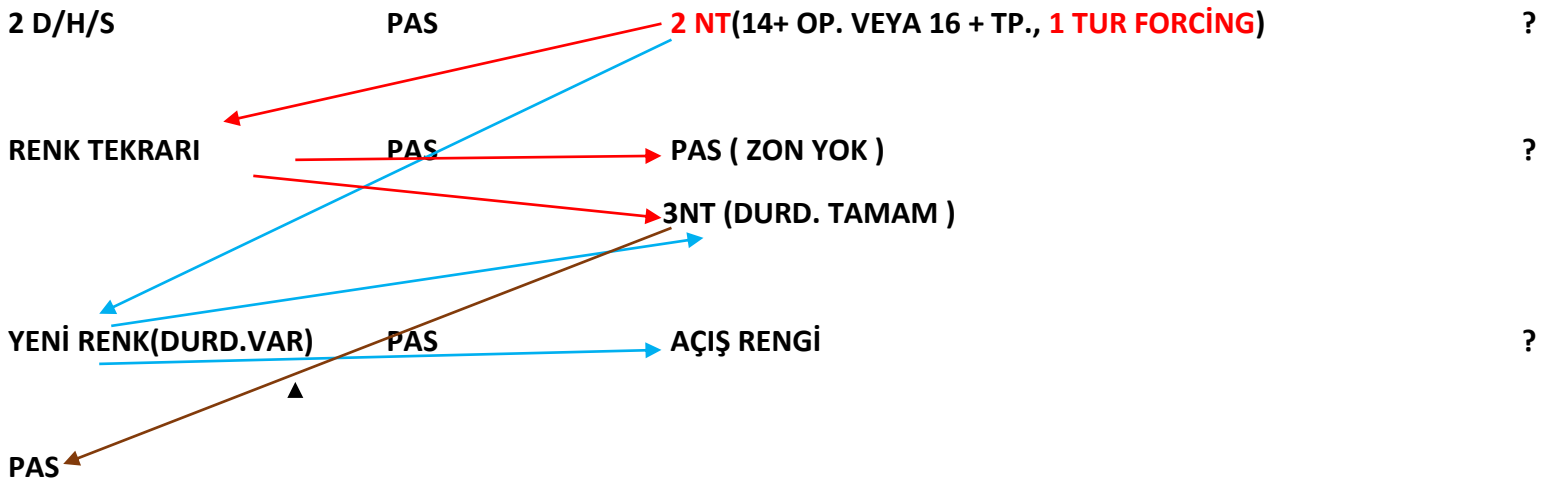 2 D/H/S PAS 2 NT(14+ OP. VEYA 16 + TP., 1 TUR FORCİNG) ?
RENK TEKRARI PAS PAS ( ZON YOK ) ?
3NT (DURD. TAMAM )
YENİ RENK(DURD.VAR) PAS AÇIŞ RENGİ ?
PAS